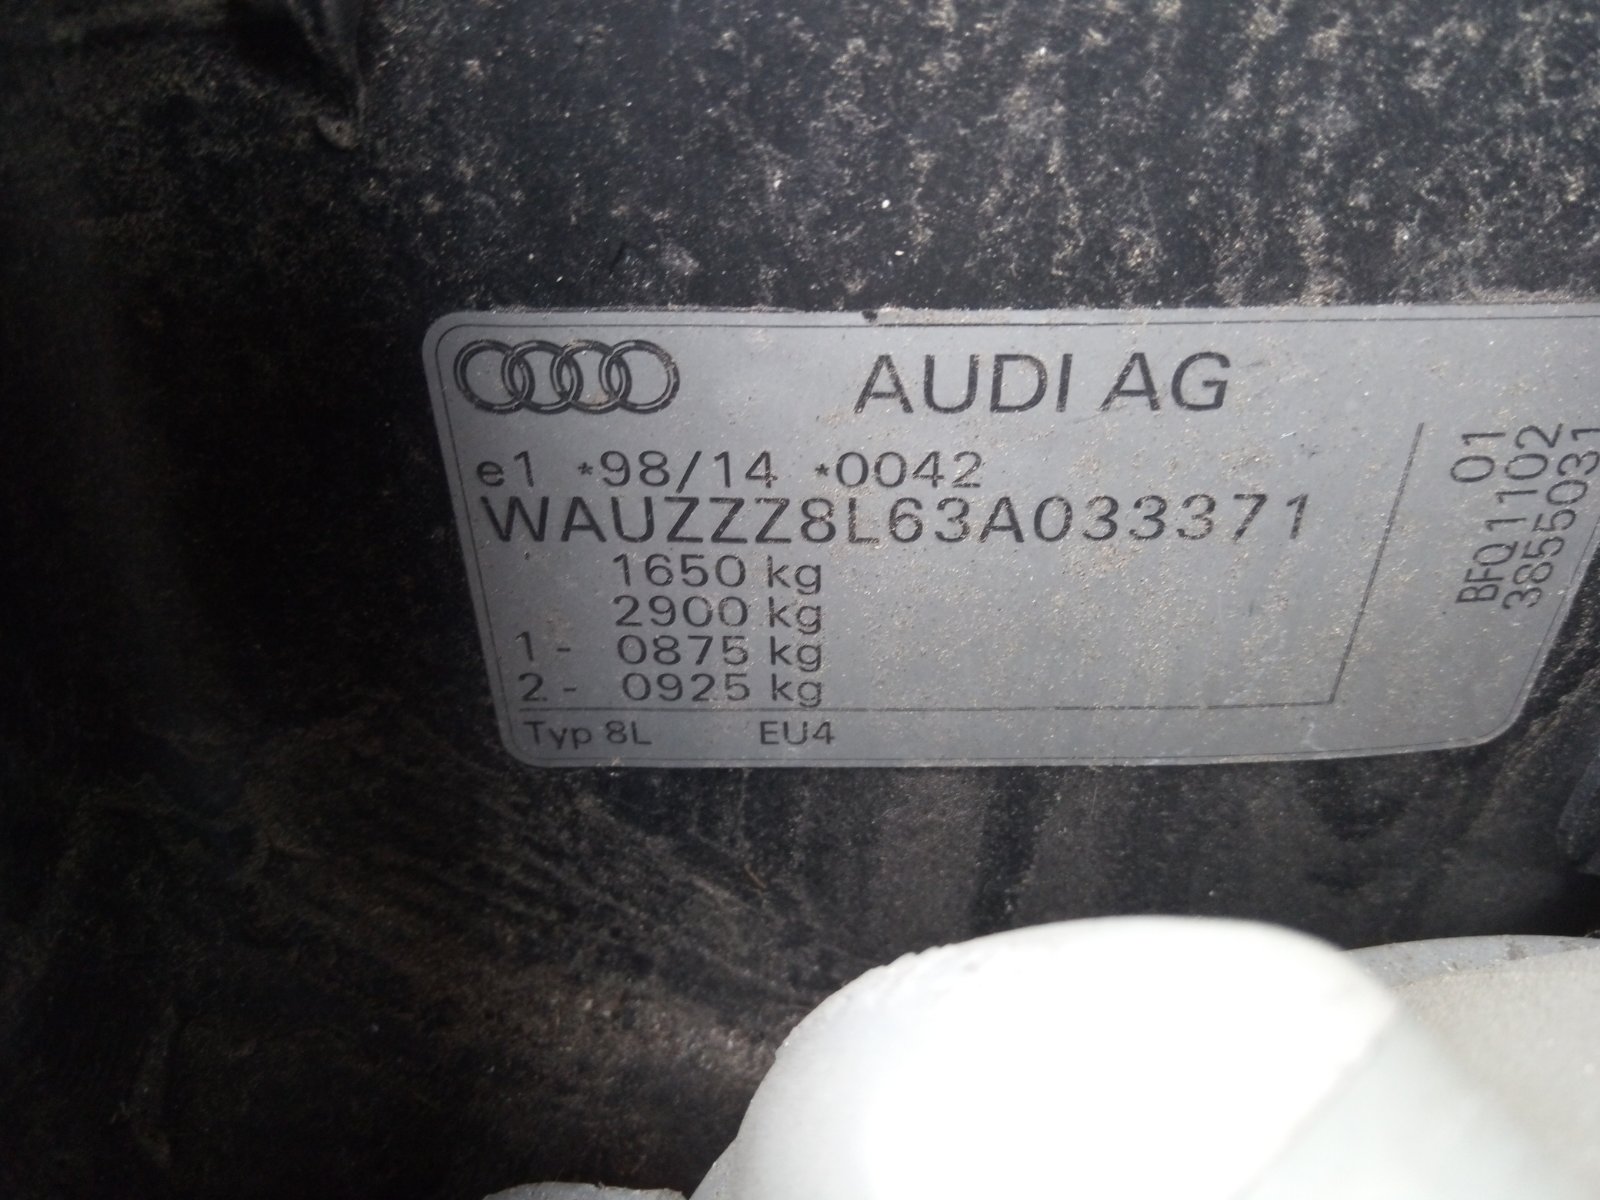 AUDI AG
e1 *98/14 *0042
WAUZZZ8L63A033371
1650 kg
2900 kg
1 - 0875 kg
2 - 0925 kg
Typ 8L EU4
01
BFQ1102
3855031